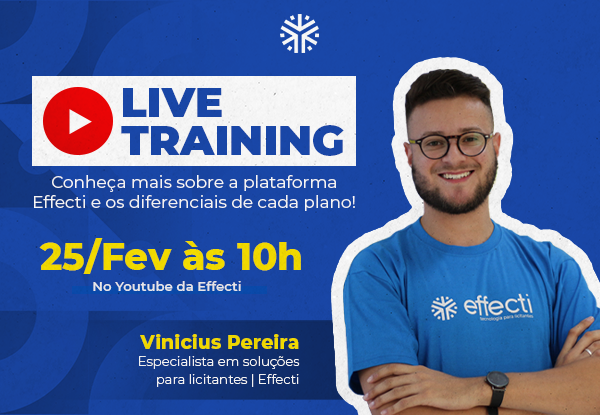 LIVE
TRAINING
Conheça mais sobre a plataforma
Effecti e os diferenciais de cada plano!
25/Fev às 10h
No Youtube da Effecti
effecti
tecnologia para licitantes
Vinicius Pereira
Especialista em soluções
para licitantes | Effecti